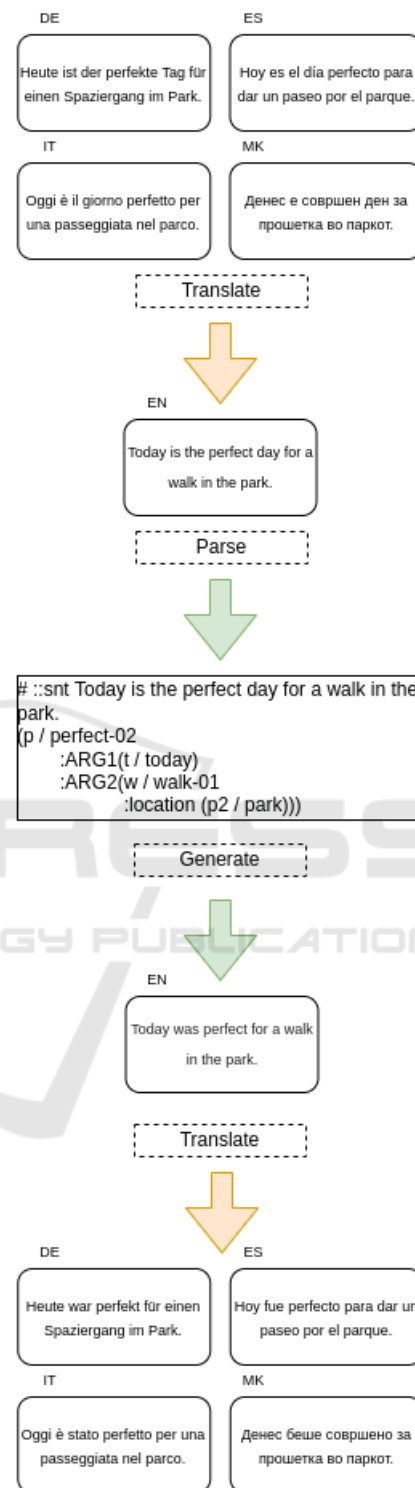 DE
ES
Heute ist der perfekte Tag für
einen Spaziergang im Park.
Hoy es el día perfecto para
dar un paseo por el parque.
IT
MK
Oggi è il giorno perfetto per
una passeggiata nel parco.
Денес е совршен ден за
прошетка во паркот.
Translate
EN
Today is the perfect day for a
walk in the park.
Parse
# ::snt Today is the perfect day for a walk in the
park.
(p / perfect-02
:ARG1(t / today)
:ARG2(w / walk-01
:location (p2 / park)))
RESS
Generate
GY PUBLICATION
EN
Today was perfect for a walk
in the park.
Translate
DE
ES
Heute war perfekt für einen
Spaziergang im Park.
Hoy fue perfecto para dar un
paseo por el parque.
IT
MK
Oggi è stato perfetto per una
passeggiata nel parco.
Денес беше совршено за
прошетка во паркот.